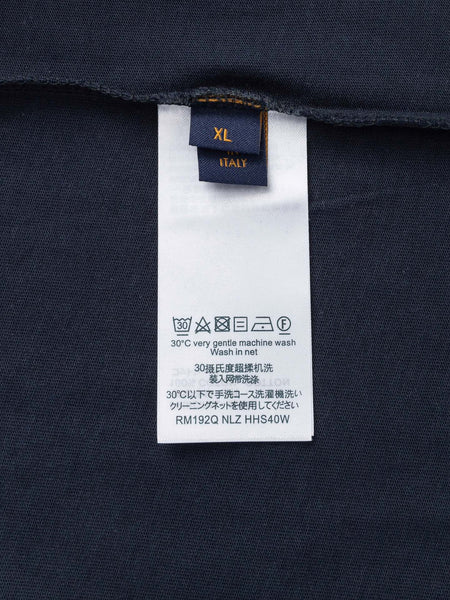 XL
IN
ITALY
30
30°C very gentle machine wash
Wash in net
30摄氏度超揉机洗
装入网带洗涤
30℃以下で手洗コース洗濯機洗い
クリーニングネットを使用してください
RM192Q NLZ HHS40W